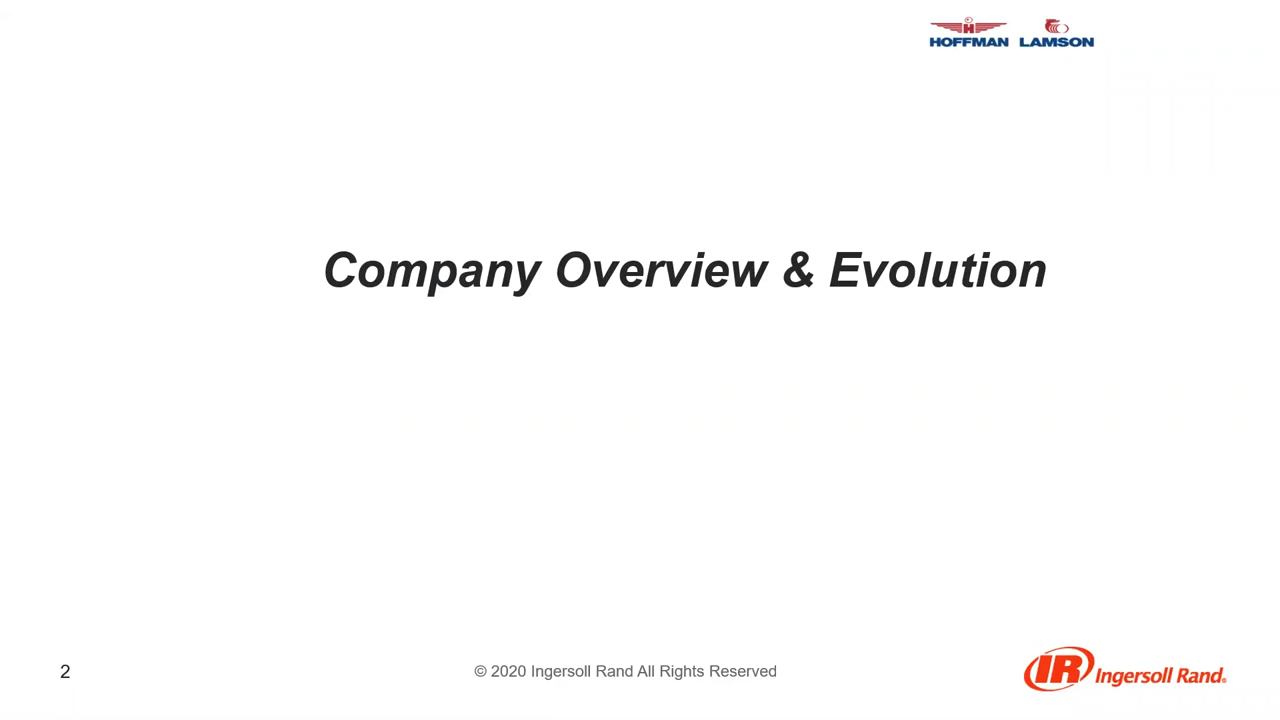 HOFFMAN LAMSON
Company Overview & Evolution
2
© 2020 Ingersoll Rand All Rights Reserved
IR Ingersoll Rand®